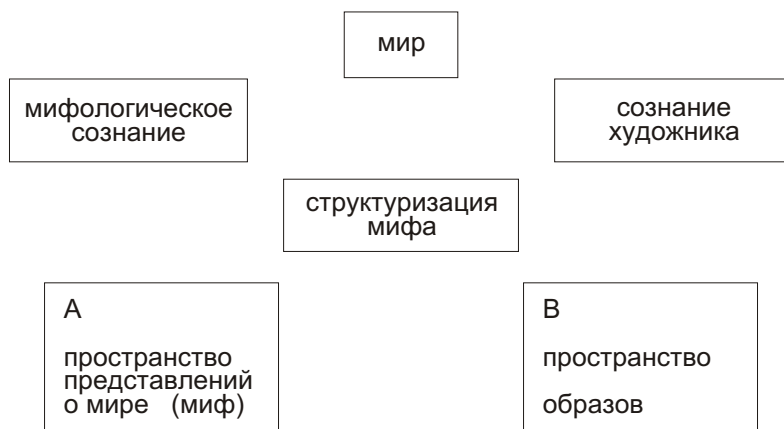 мир
мифологическое
сознание
сознание
художника
структуризация
мифа
А
пространство
представлений
о мире (миф)
В
пространство
образов